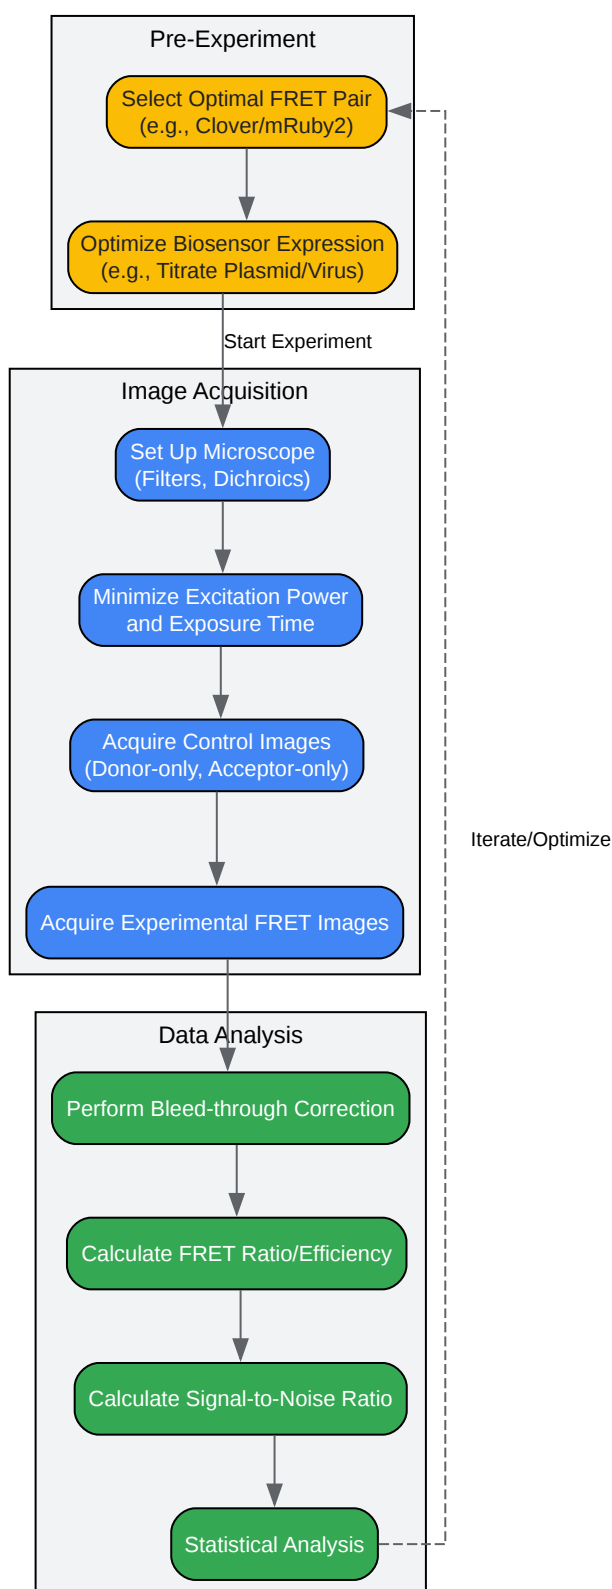 Pre-Experiment
Select Optimal FRET Pair
(e.g., Clover/mRuby2)
Optimize Biosensor Expression
(e.g., Titrate Plasmid/Virus)
Start Experiment
Image Acquisition
Set Up Microscope
(Filters, Dichroics)
Minimize Excitation Power
and Exposure Time
Acquire Control Images
(Donor-only, Acceptor-only)
Iterate/Optimize
Acquire Experimental FRET Images
Data Analysis
Perform Bleed-through Correction
Calculate FRET Ratio/Efficiency
Calculate Signal-to-Noise Ratio
Statistical Analysis